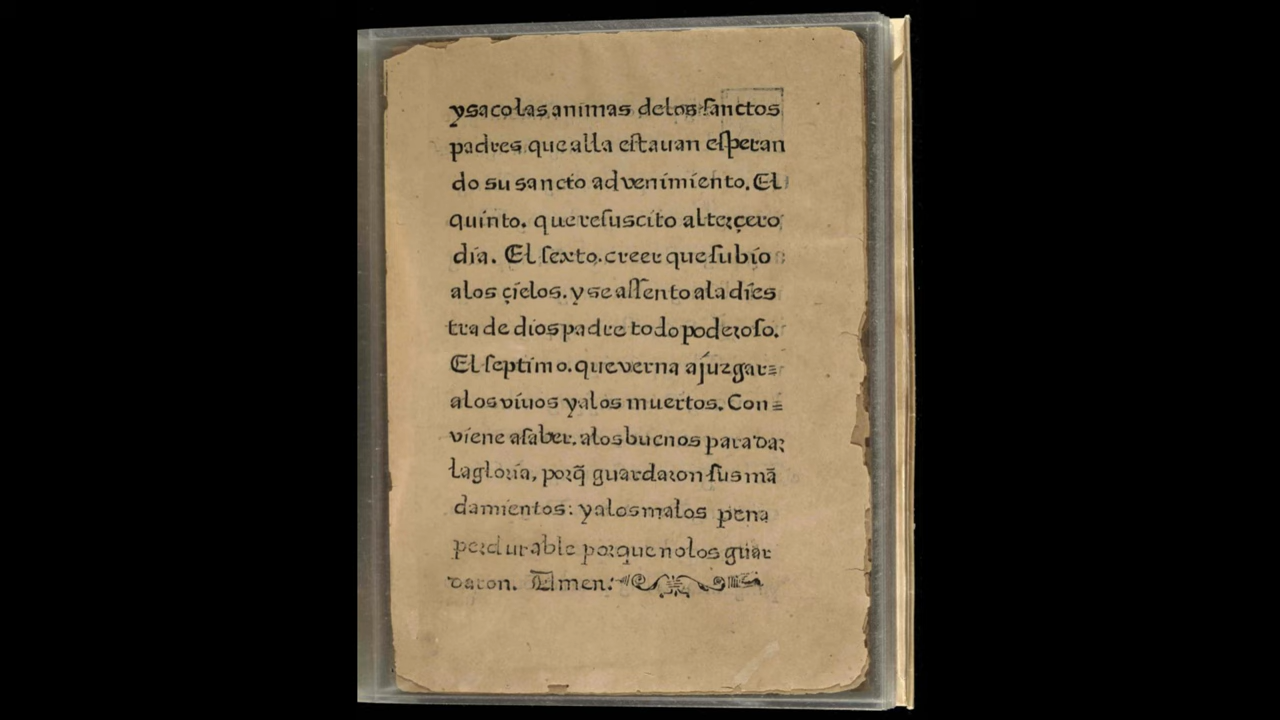 y saco las animas delos sanctos
padres que alla estauan esperan
do su sancto advenimiento. El
quinto. que resuscito al terçero
dia. El sexto. creer que subio
alos çielos. y se assento ala dies
tra de dios padre todo poderoso.
El septimo. que verna a juzgar=
alos viuos y alos muertos. Con=
viene asaber. alos buenos para dar
la gloria, porq̃ guardaron sus mã
damientos: y alos malos pena
perdurable porque no los guar
daron. Amen.